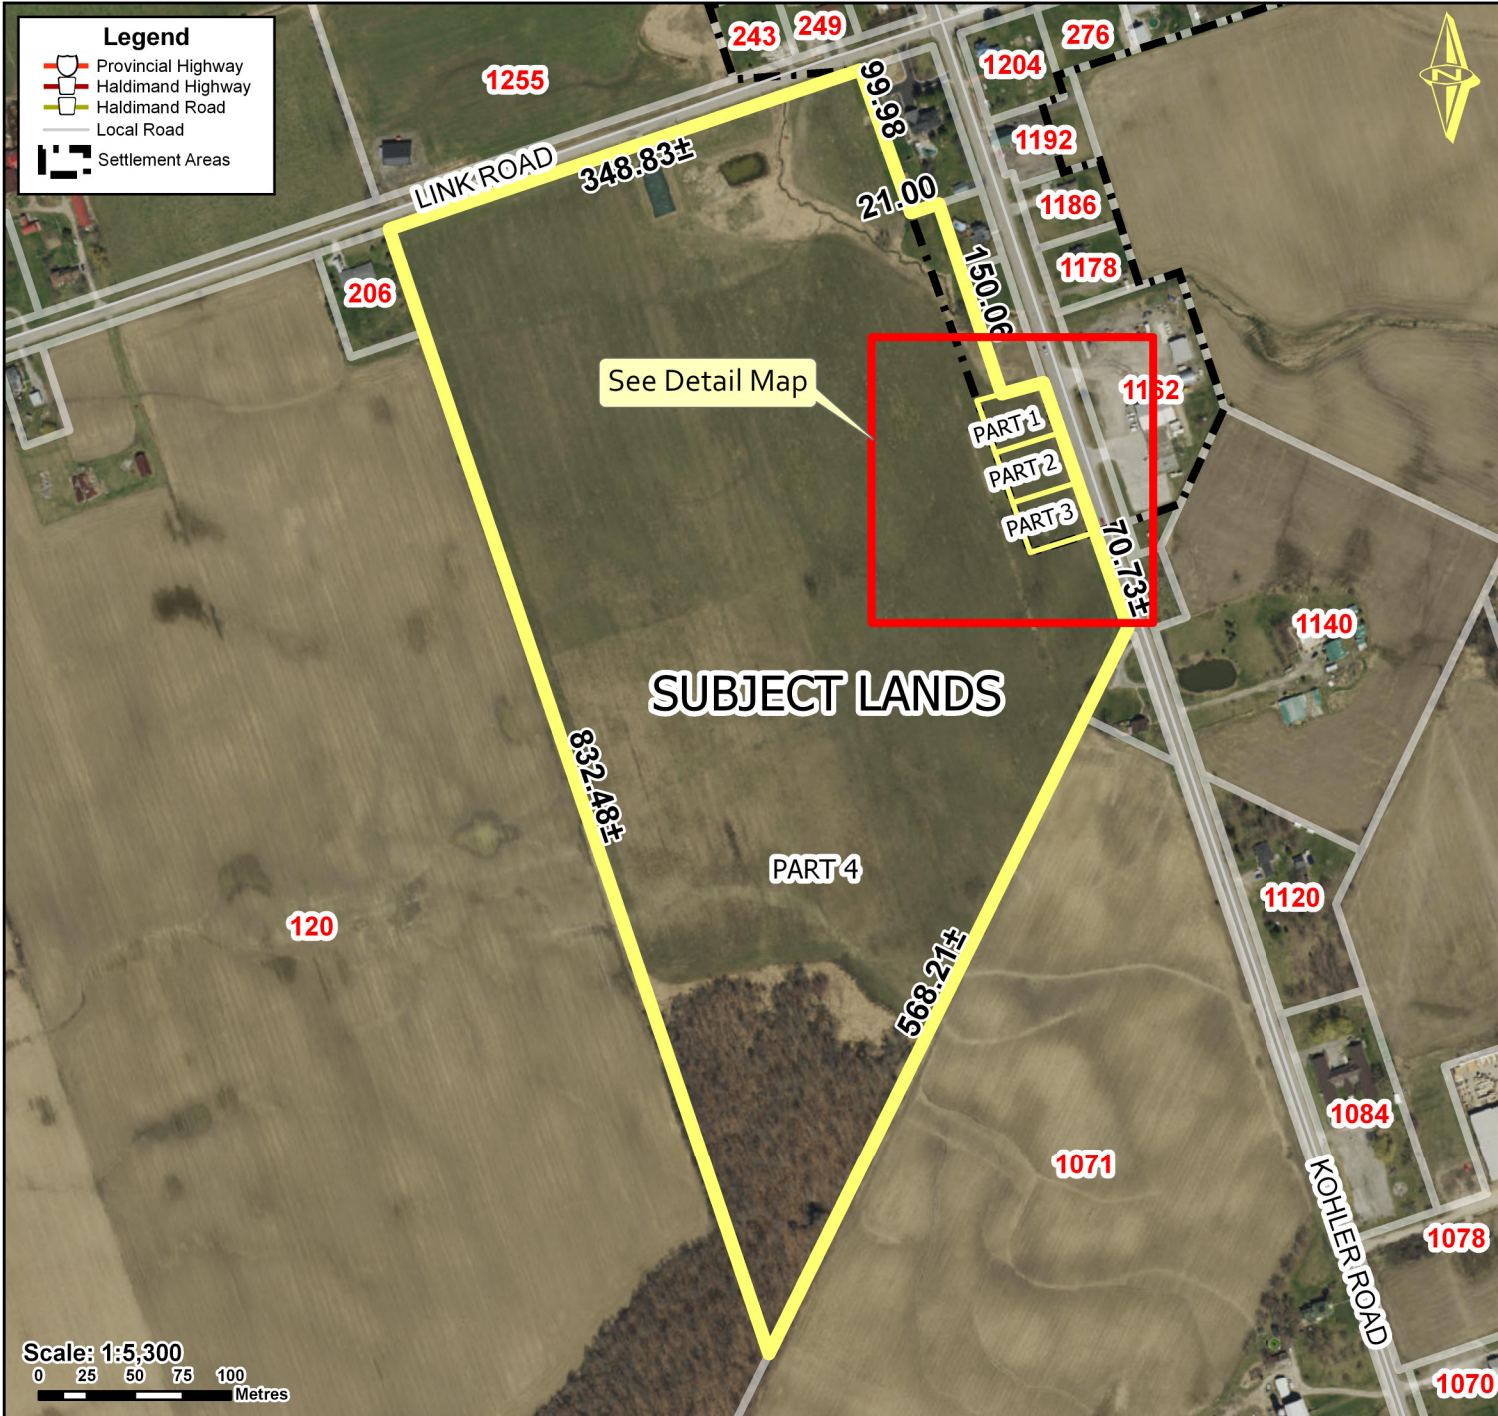 Legend
Provincial Highway
Haldimand Highway
Haldimand Road
Local Road
Settlement Areas
243
249
276
1204
1255
99.98
1192
LINK ROAD
348.83±
21.00
1186
1178
206
150.06
N
See Detail Map
1162
PART 1
PART 2
PART 3
70.73±
1140
SUBJECT LANDS
832.48±
PART 4
1120
120
568.21±
1084
1071
KOHLER ROAD
1078
1070
Scale: 1:5,300
0 25 50 75 100
Metres